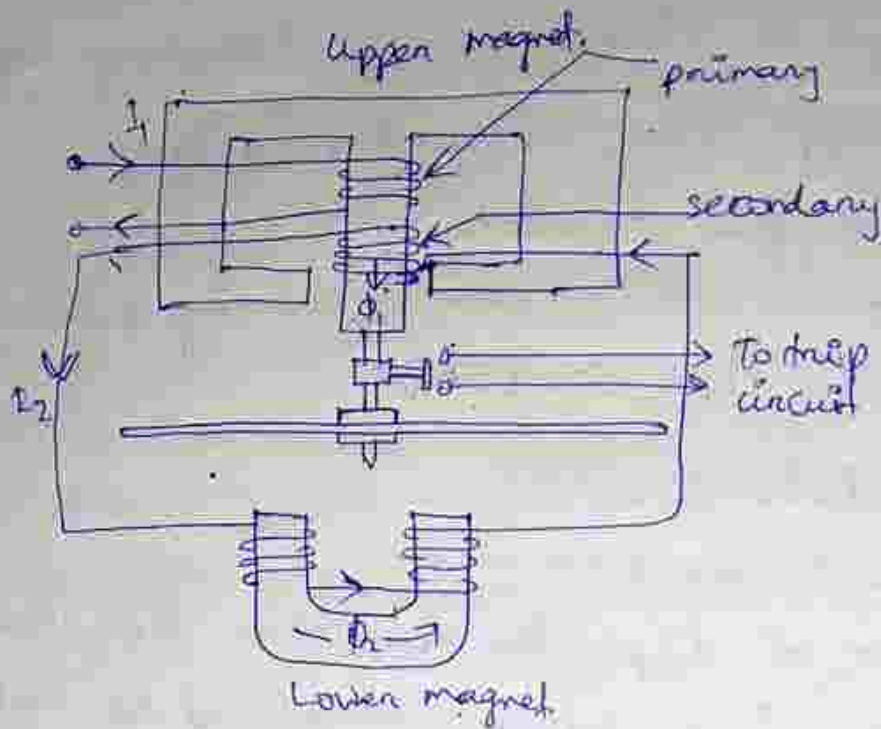 Upper magnet.
primary
I₁
secondary
ϕ₁
To trip
circuit
I₂
ϕ₂
Lower magnet